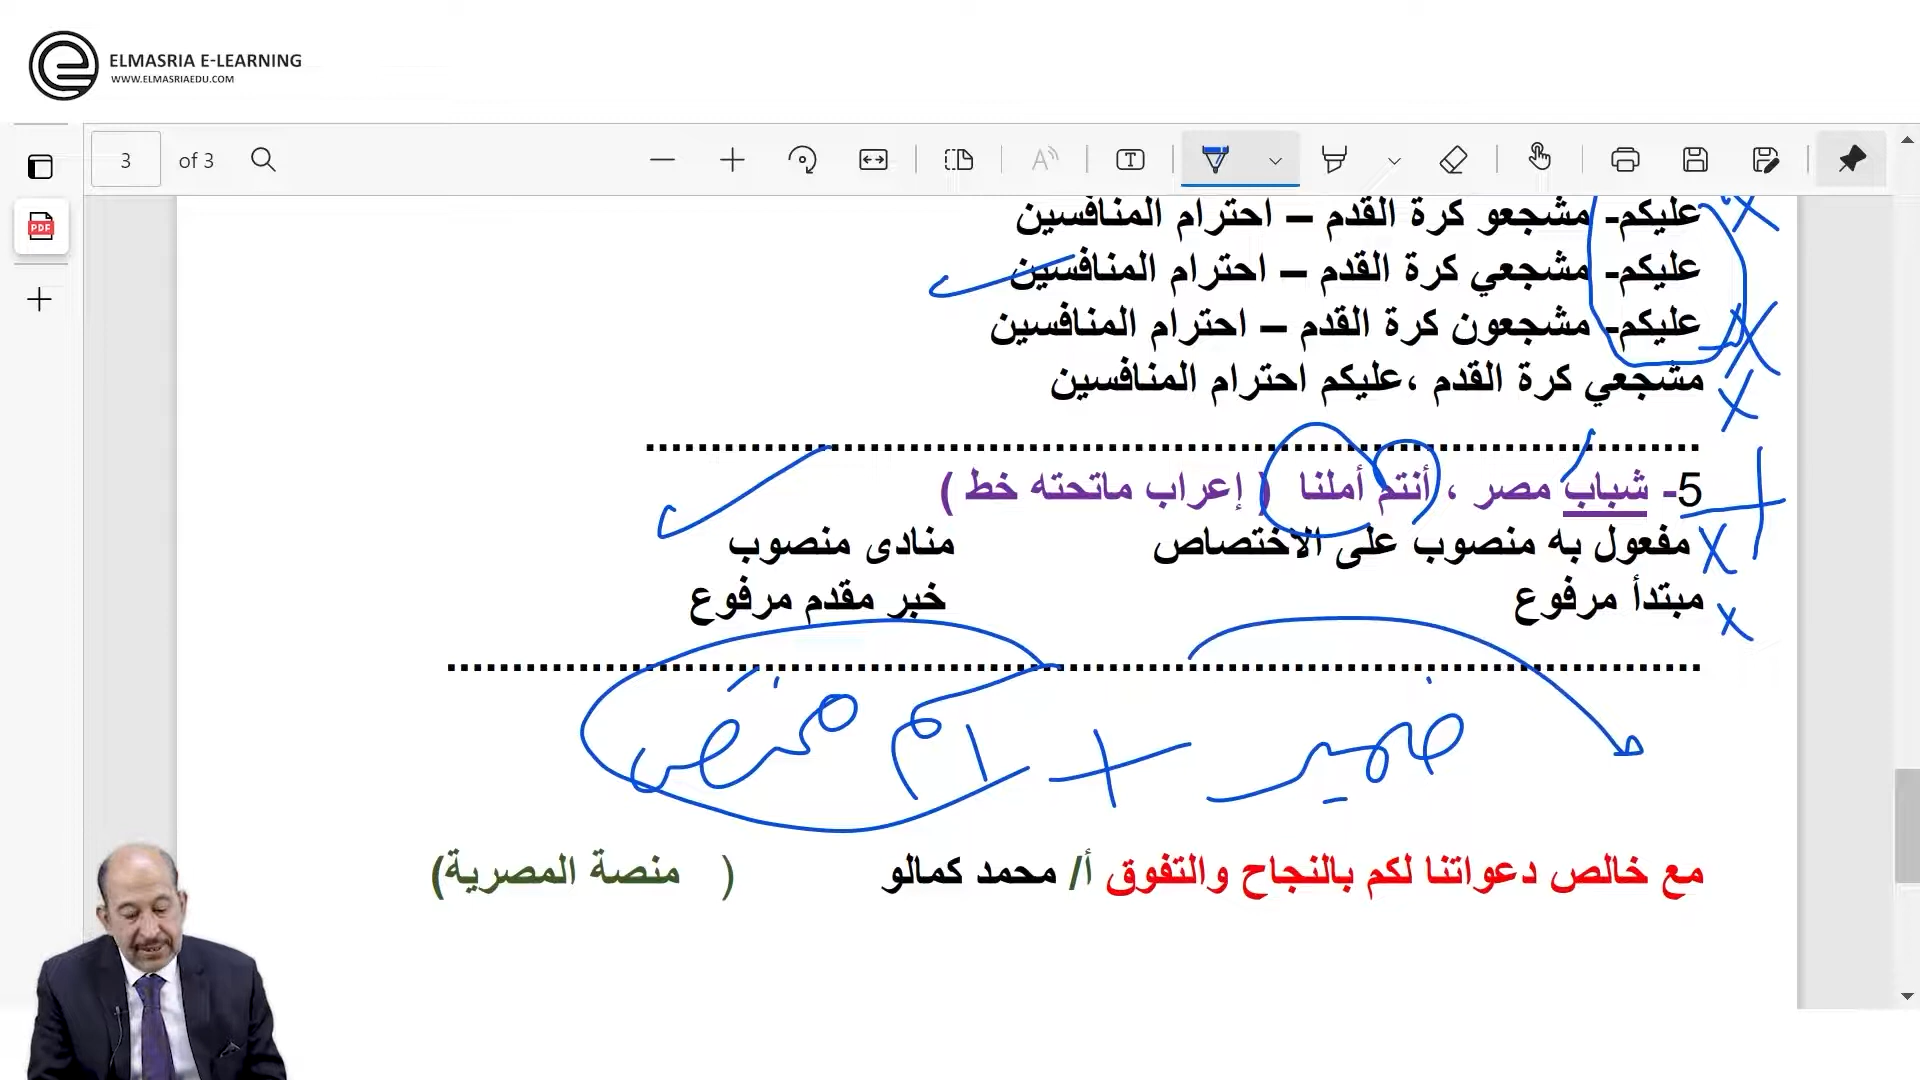 ELMASRIA E-LEARNING
WWW.ELMASRIAEDU.COM
3 of 3
عليكم- مشجعو كرة القدم – احترام المنافسين
عليكم- مشجعي كرة القدم – احترام المنافسين
عليكم- مشجعون كرة القدم – احترام المنافسين
مشجعي كرة القدم ،عليكم احترام المنافسين
5- شباب مصر ، أنتم أملنا ( إعراب ماتحته خط )
مفعول به منصوب على الاختصاص منادى منصوب
مبتدأ مرفوع خبر مقدم مرفوع
ضمير + اسم مختص
مع خالص دعواتنا لكم بالنجاح والتفوق أ/ محمد كمالو ( منصة المصرية)